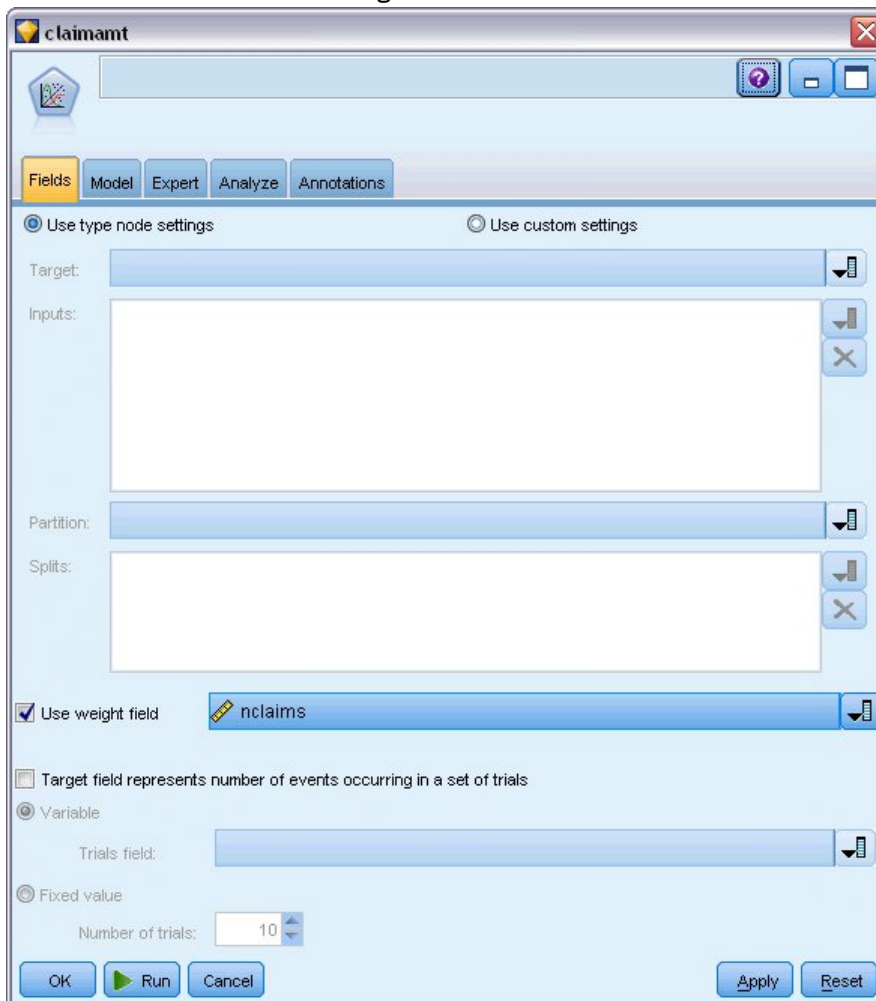 claimamt
Fields Model Expert Analyze Annotations
Use type node settings Use custom settings
Target:
Inputs:
Partition:
Splits:
Use weight field nclaims
Target field represents number of events occurring in a set of trials
Variable
Trials field:
Fixed value
Number of trials: 10
OK Run Cancel Apply Reset